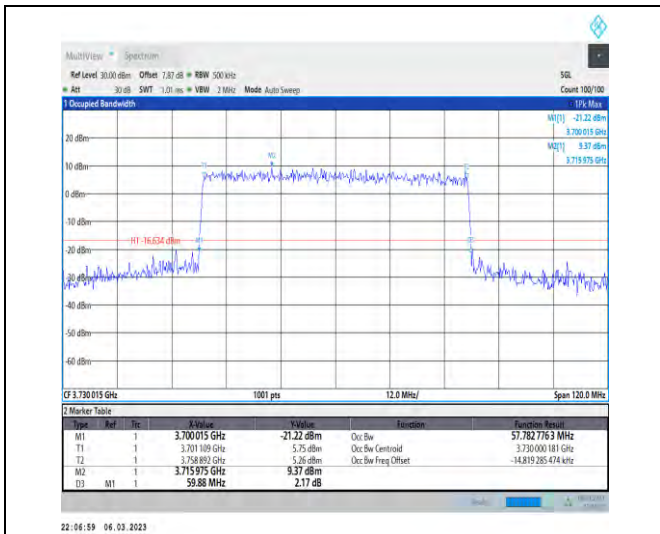 MultiView Spectrum
Ref Level 30.00 dBm Offset 7.87 dB RBW 500 kHz SGL
Att 30 dB SWT 1.01 ms VBW 2 MHz Mode Auto Sweep Count 100/100
1 Occupied Bandwidth 1Pk Max
M1[1] -21.22 dBm
3.700 015 GHz
M2[1] 9.37 dBm
3.715 975 GHz
20 dBm
10 dBm
0 dBm
-10 dBm
H1 -16.634 dBm
-20 dBm
-30 dBm
-40 dBm
-50 dBm
-60 dBm
M2
T1
M1
CF 3.730 015 GHz 1001 pts 12.0 MHz/ Span 120.0 MHz
2 Marker Table
Type Ref Trc X-Value Y-Value Function Function Result
M1 1 3.700 015 GHz -21.22 dBm Occ Bw 57.782 776 3 MHz
T1 1 3.701 109 GHz 5.75 dBm Occ Bw Centroid 3.730 000 181 GHz
T2 1 3.758 892 GHz 5.26 dBm Occ Bw Freq Offset -14.819 285 474 kHz
M2 1 3.715 975 GHz 9.37 dBm
D3 M1 1 59.88 MHz 2.17 dB
22:06:59 06.03.2023